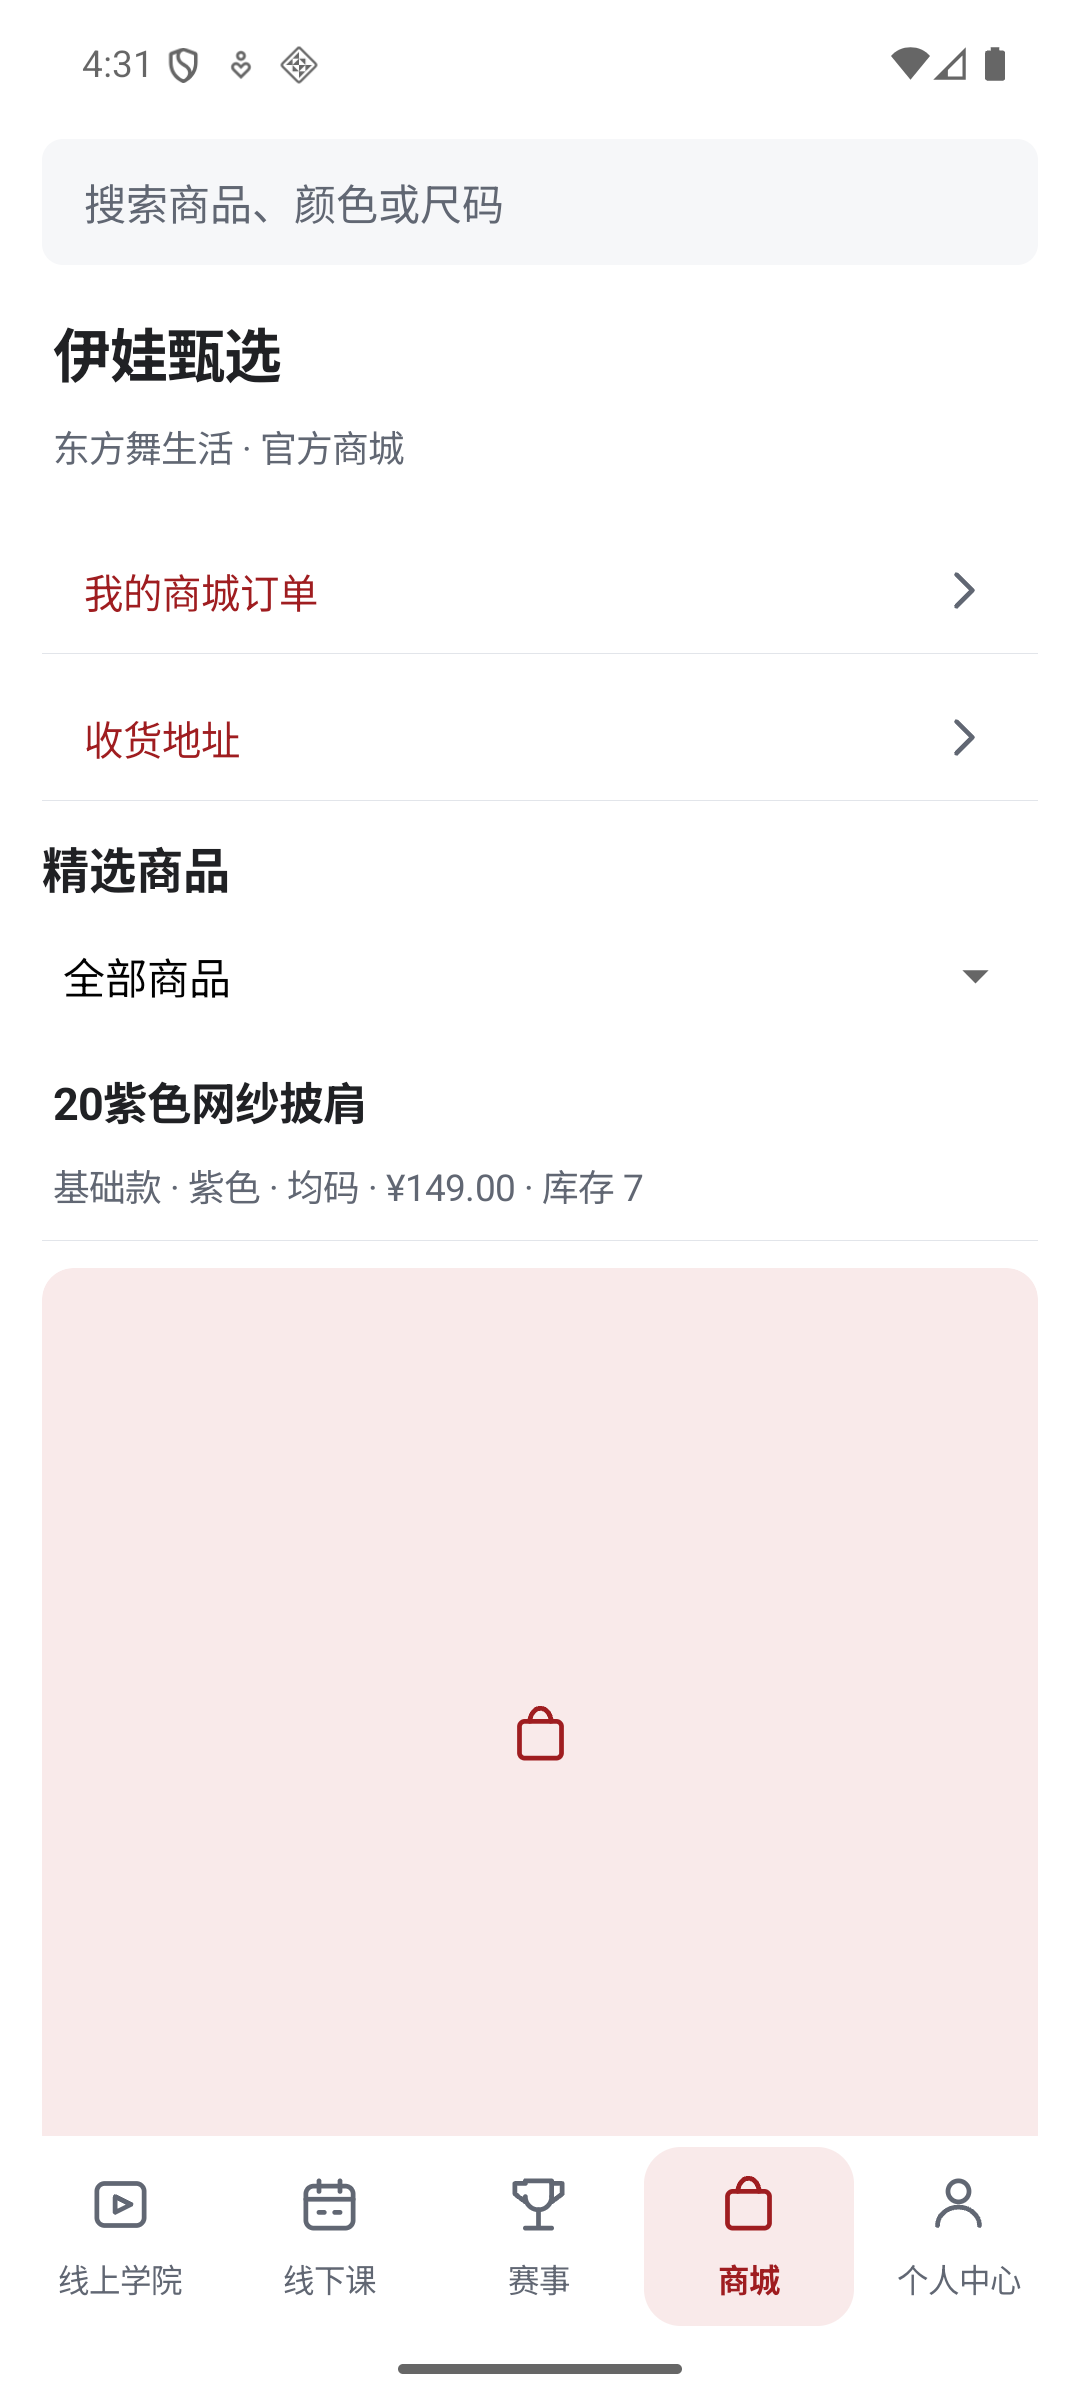 4:31
搜索商品、颜色或尺码
伊娃甄选
东方舞生活 · 官方商城
我的商城订单
收货地址
精选商品
全部商品
20紫色网纱披肩
基础款 · 紫色 · 均码 · ¥149.00 · 库存 7
线上学院
线下课
赛事
商城
个人中心